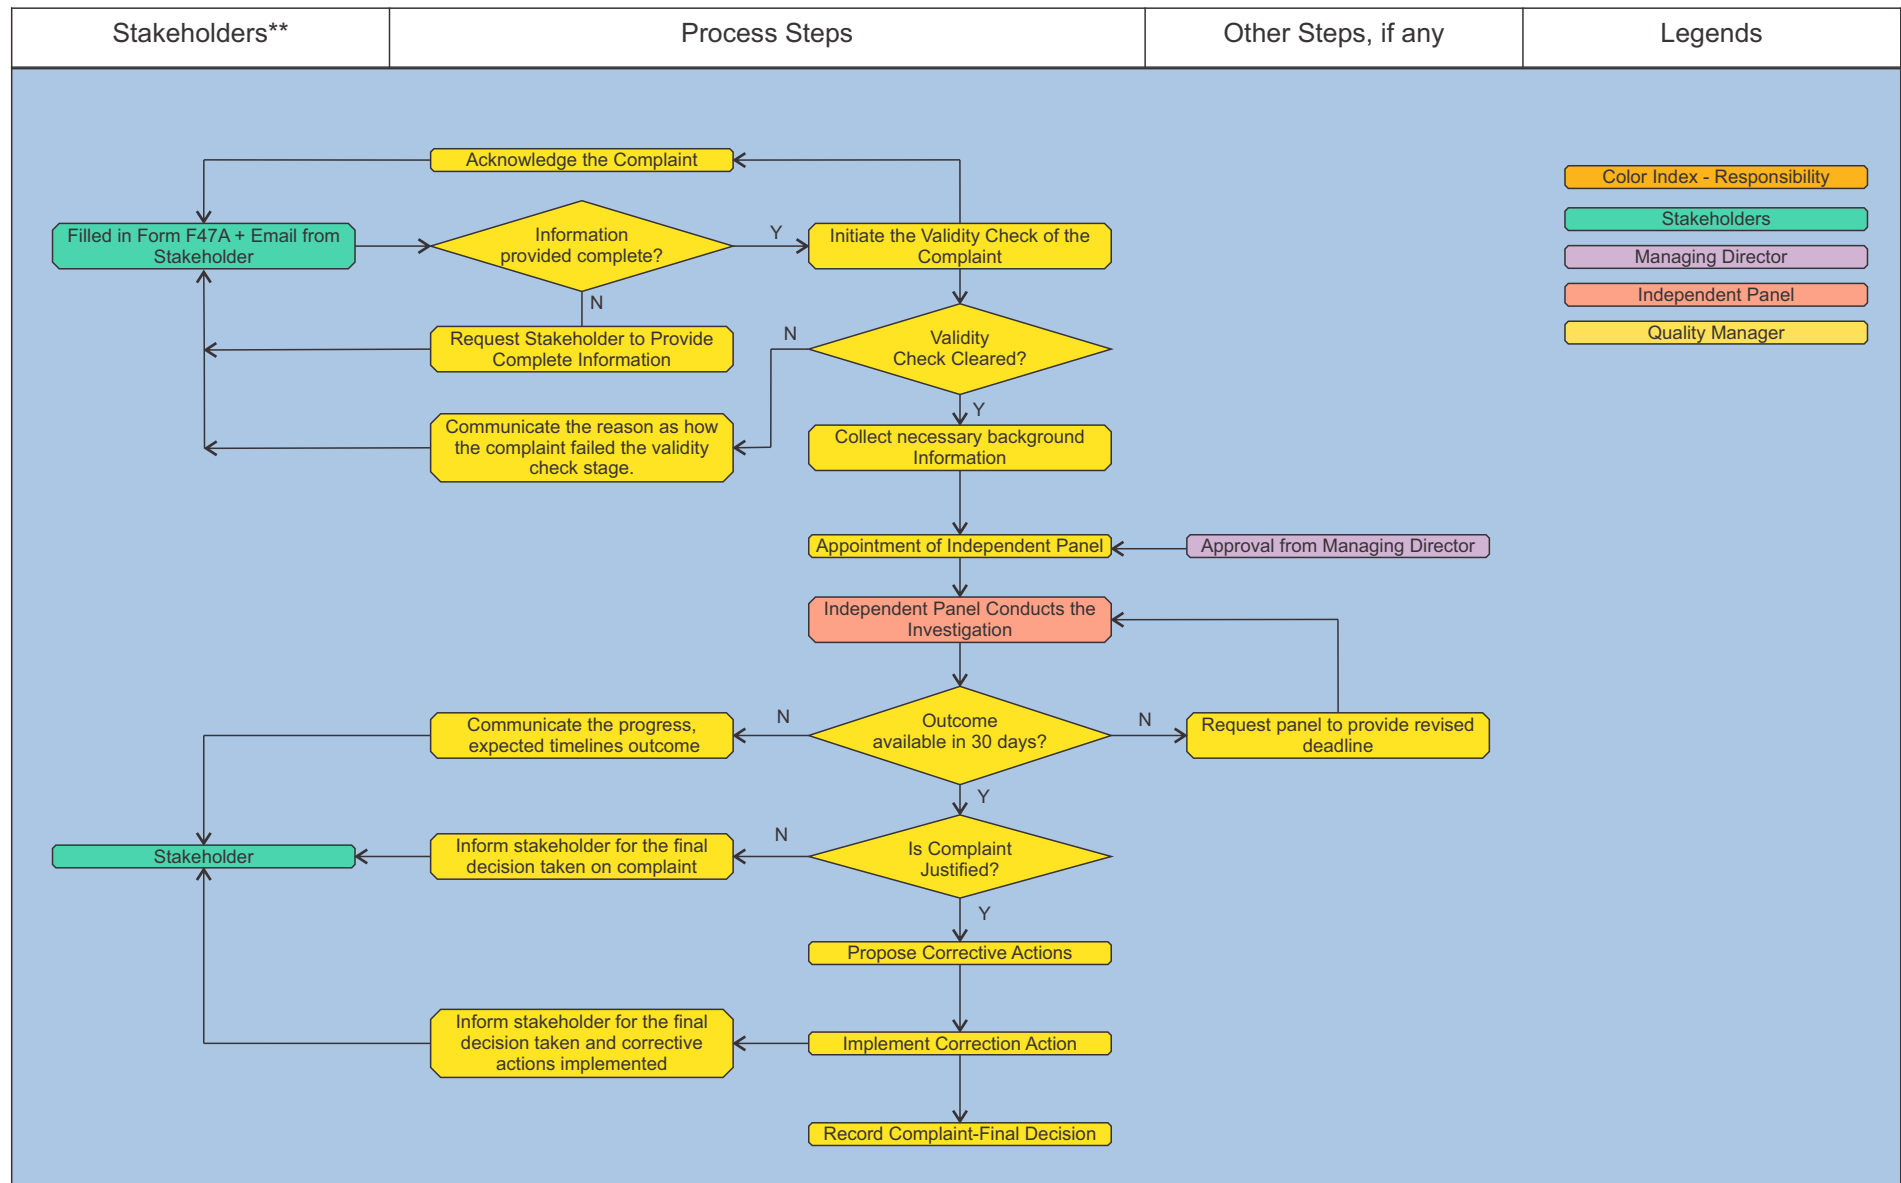 Stakeholders**
Process Steps
Other Steps, if any
Legends
Acknowledge the Complaint
Color Index - Responsibility
Stakeholders
Managing Director
Independent Panel
Quality Manager
Filled in Form F47A + Email from
Stakeholder
Information
provided complete?
Y
Initiate the Validity Check of the
Complaint
N
Request Stakeholder to Provide
Complete Information
N
Validity
Check Cleared?
Y
Communicate the reason as how
the complaint failed the validity
check stage.
Collect necessary background
Information
Appointment of Independent Panel
Approval from Managing Director
Independent Panel Conducts the
Investigation
Communicate the progress,
expected timelines outcome
N
Outcome
available in 30 days?
N
Request panel to provide revised
deadline
Y
Stakeholder
Inform stakeholder for the final
decision taken on complaint
N
Is Complaint
Justified?
Y
Propose Corrective Actions
Inform stakeholder for the final
decision taken and corrective
actions implemented
Implement Correction Action
Record Complaint-Final Decision